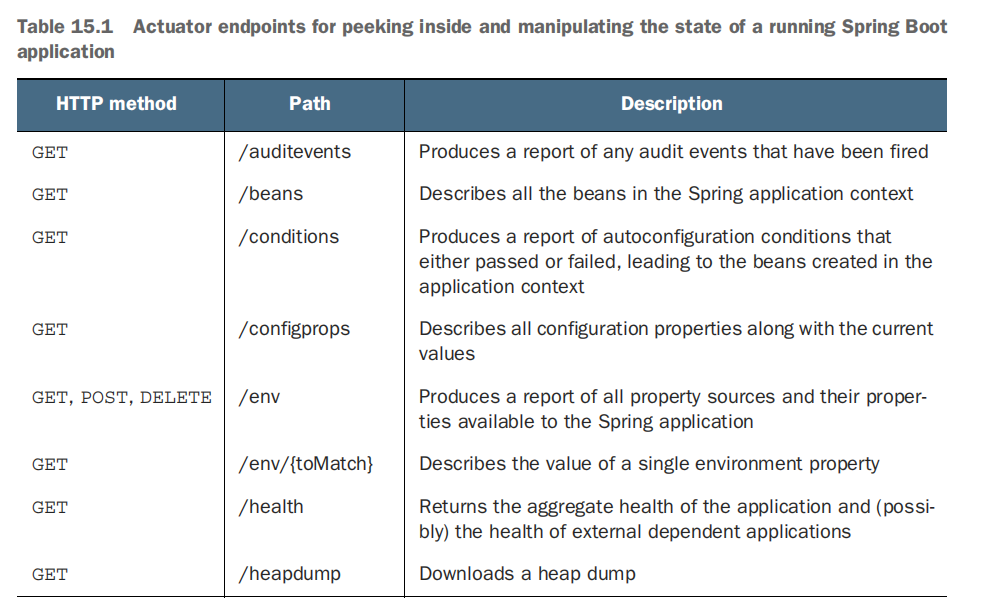 Table 15.1 Actuator endpoints for peeking inside and manipulating the state of a running Spring Boot
application
HTTP method Path Description
GET /auditevents Produces a report of any audit events that have been fired
GET /beans Describes all the beans in the Spring application context
GET /conditions Produces a report of autoconfiguration conditions that
either passed or failed, leading to the beans created in the
application context
GET /configprops Describes all configuration properties along with the current
values
GET, POST, DELETE /env Produces a report of all property sources and their proper-
ties available to the Spring application
GET /env/{toMatch} Describes the value of a single environment property
GET /health Returns the aggregate health of the application and (possi-
bly) the health of external dependent applications
GET /heapdump Downloads a heap dump